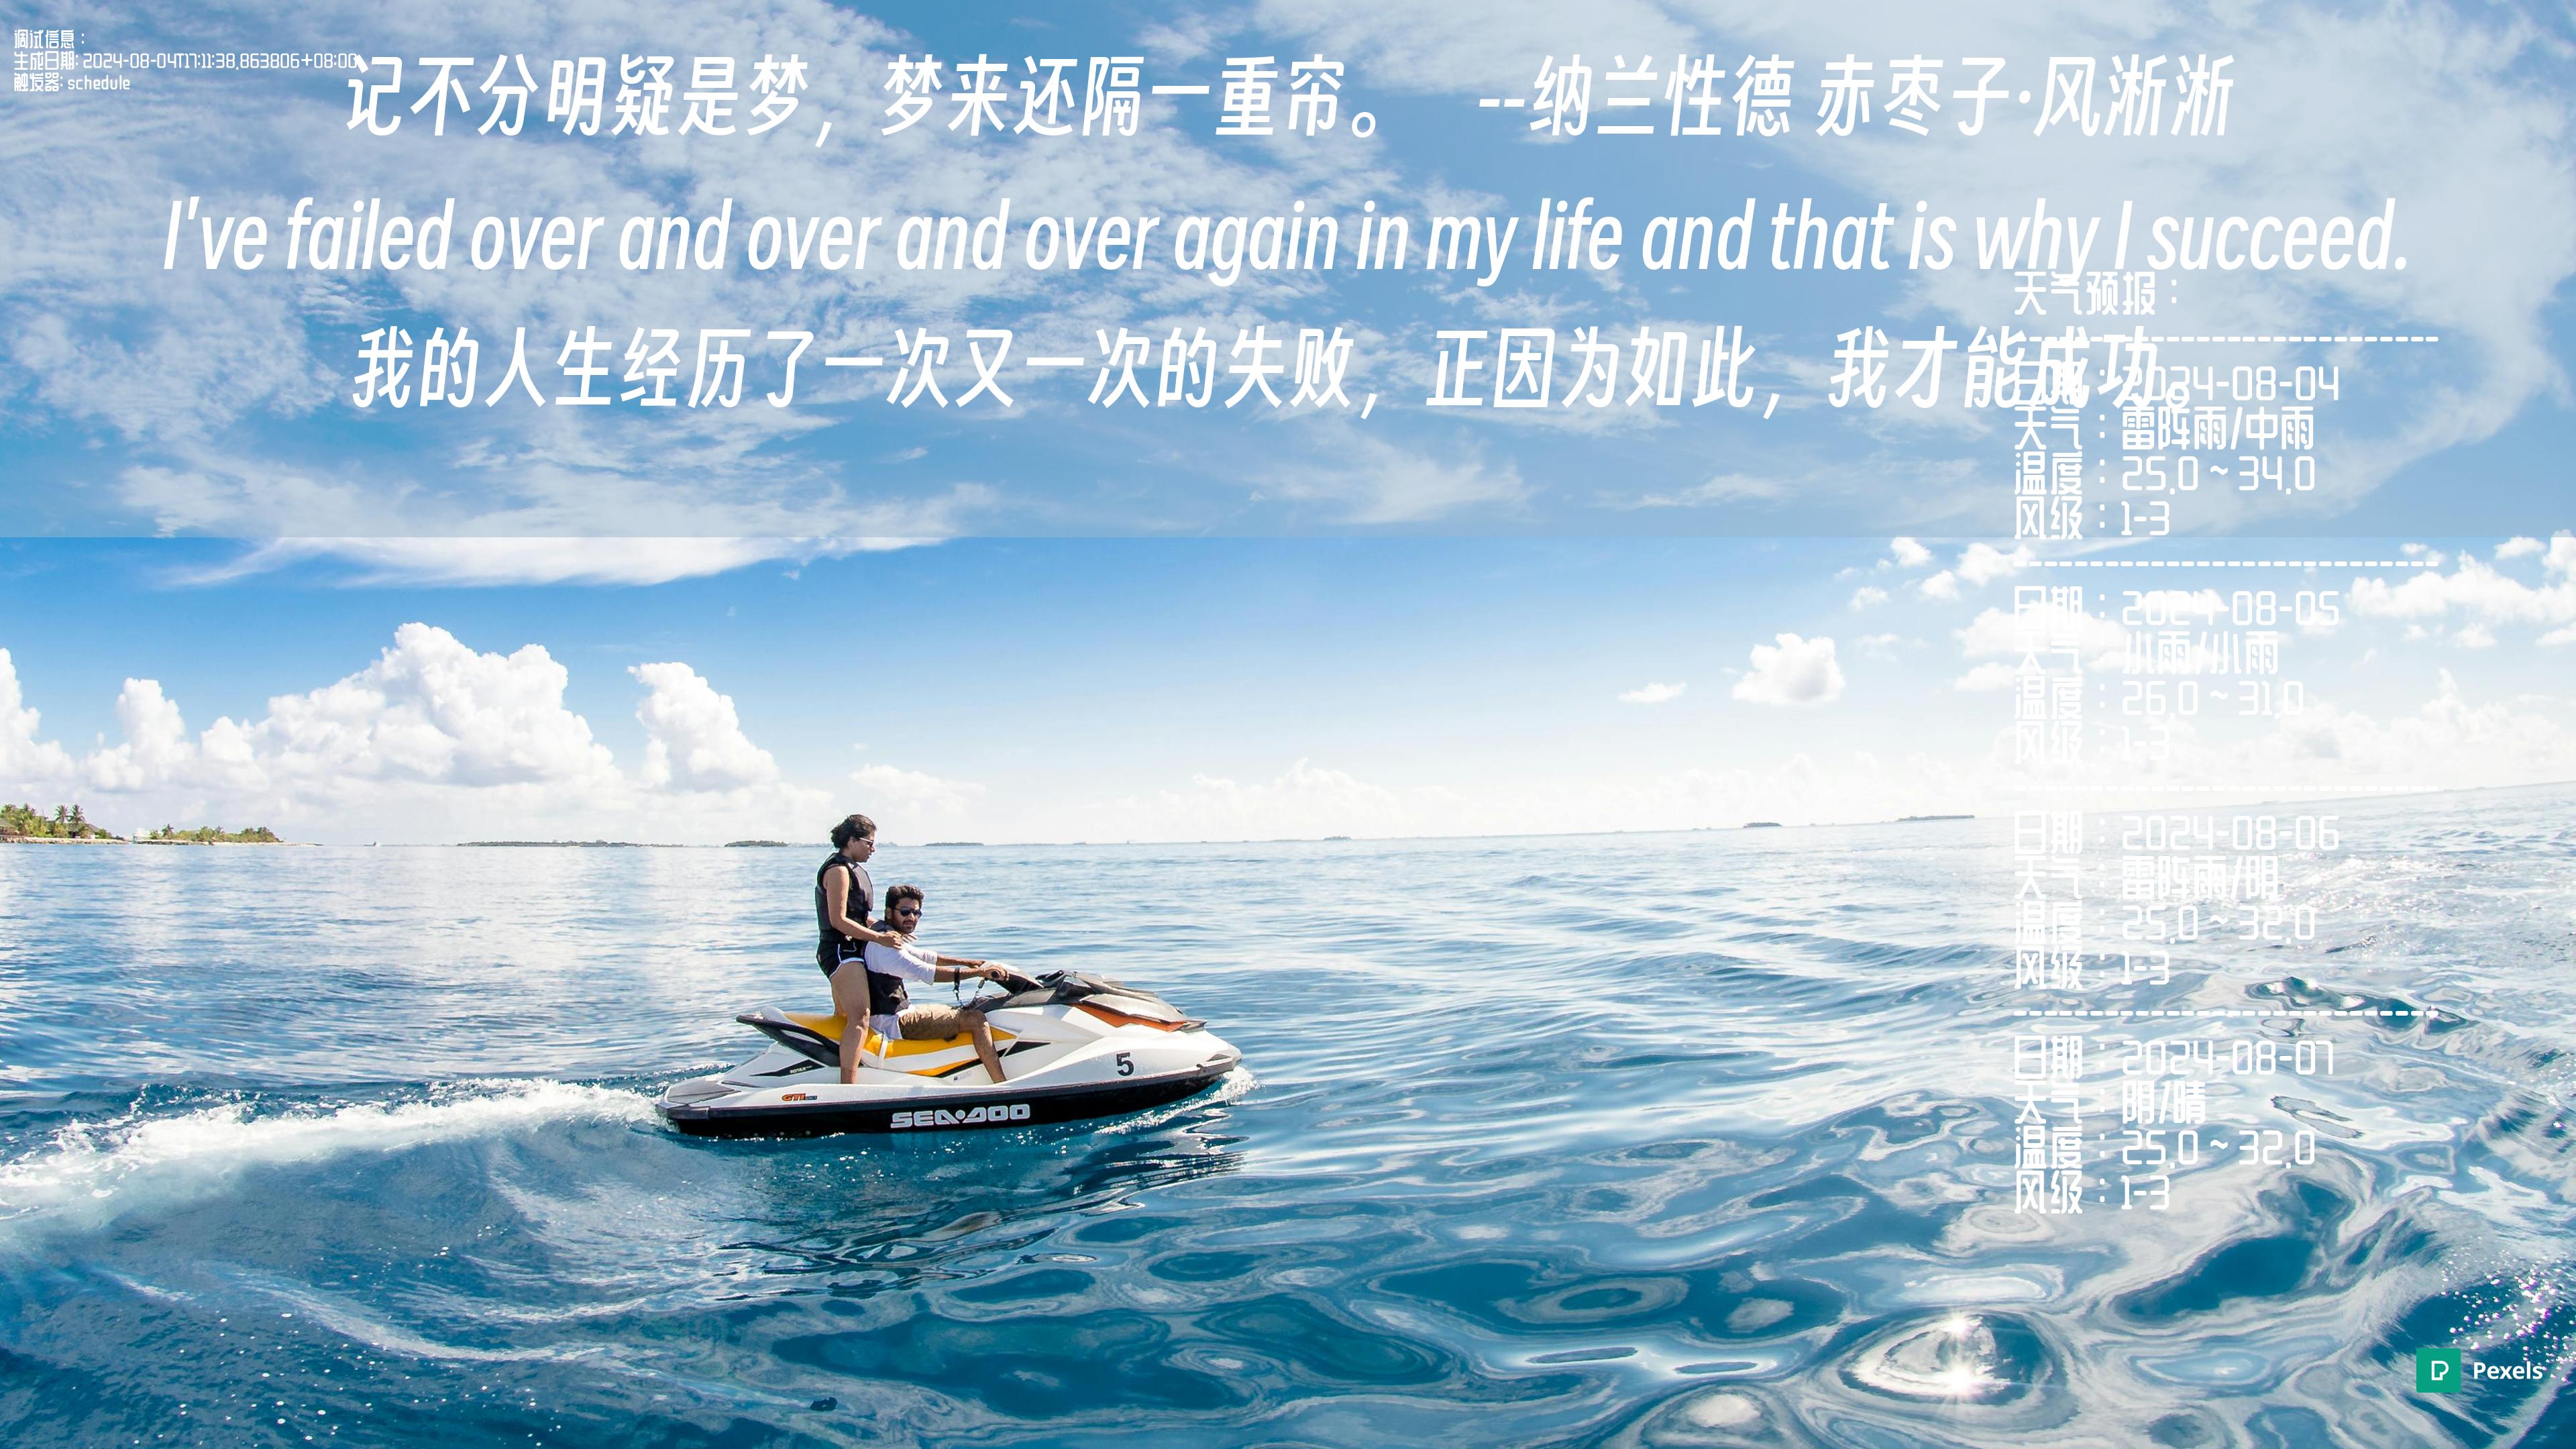 调试信息：
生成日期: 2024-08-04T17:11:38.863806+08:00
触发器: schedule
记不分明疑是梦，梦来还隔一重帘。 --纳兰性德 赤枣子·风淅淅
I've failed over and over and over again in my life and that is why I succeed.
我的人生经历了一次又一次的失败，正因为如此，我才能成功。
天气预报：
------------------------------
日期：2024-08-04
天气：雷阵雨/中雨
温度：25.0 ~ 34.0
风级：1-3
------------------------------
日期：2024-08-05
天气：小雨/小雨
温度：26.0 ~ 31.0
风级：1-3
------------------------------
日期：2024-08-06
天气：雷阵雨/阴
温度：25.0 ~ 32.0
风级：1-3
------------------------------
日期：2024-08-07
天气：阴/晴
温度：25.0 ~ 32.0
风级：1-3
5
SEA-DOO
Pexels